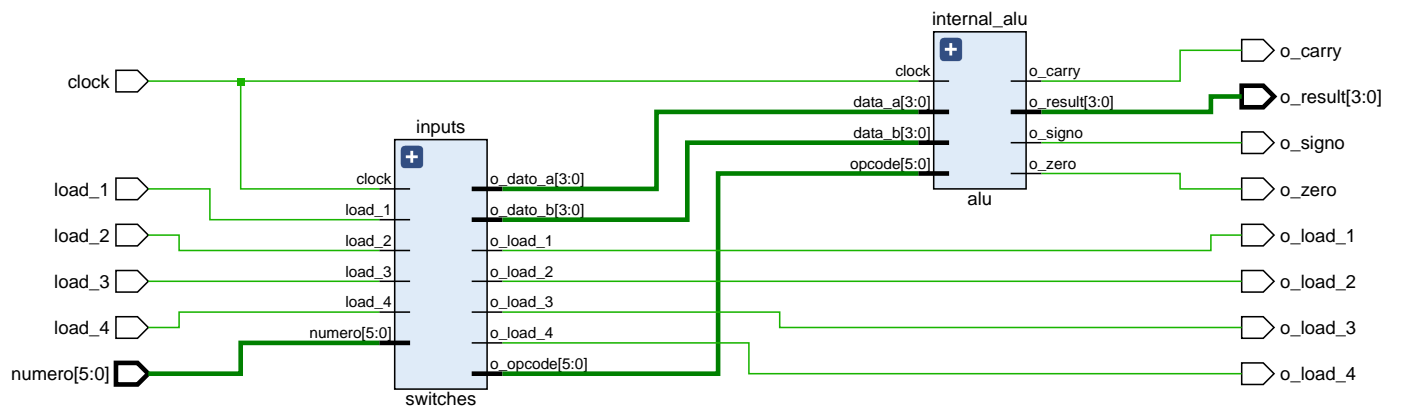 clock
load_1
load_2
load_3
load_4
numero[5:0]
inputs
clock
load_1
load_2
load_3
load_4
numero[5:0]
o_dato_a[3:0]
o_dato_b[3:0]
o_load_1
o_load_2
o_load_3
o_load_4
o_opcode[5:0]
switches
internal_alu
clock
data_a[3:0]
data_b[3:0]
opcode[5:0]
o_carry
o_result[3:0]
o_signo
o_zero
alu
o_carry
o_result[3:0]
o_signo
o_zero
o_load_1
o_load_2
o_load_3
o_load_4